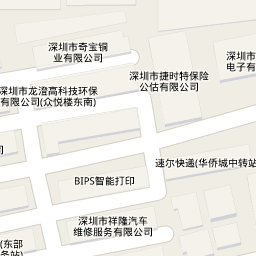 深圳市奇宝铜
业有限公司
深圳市捷时特保险
公估有限公司
深圳市
电子有
深圳市龙澄高科技环保
有限公司(众悦楼东南)
司
速尔快递(华侨城中转站
BIPS智能打印
深圳市祥隆汽车
维修服务有限公司
(东部
务站)